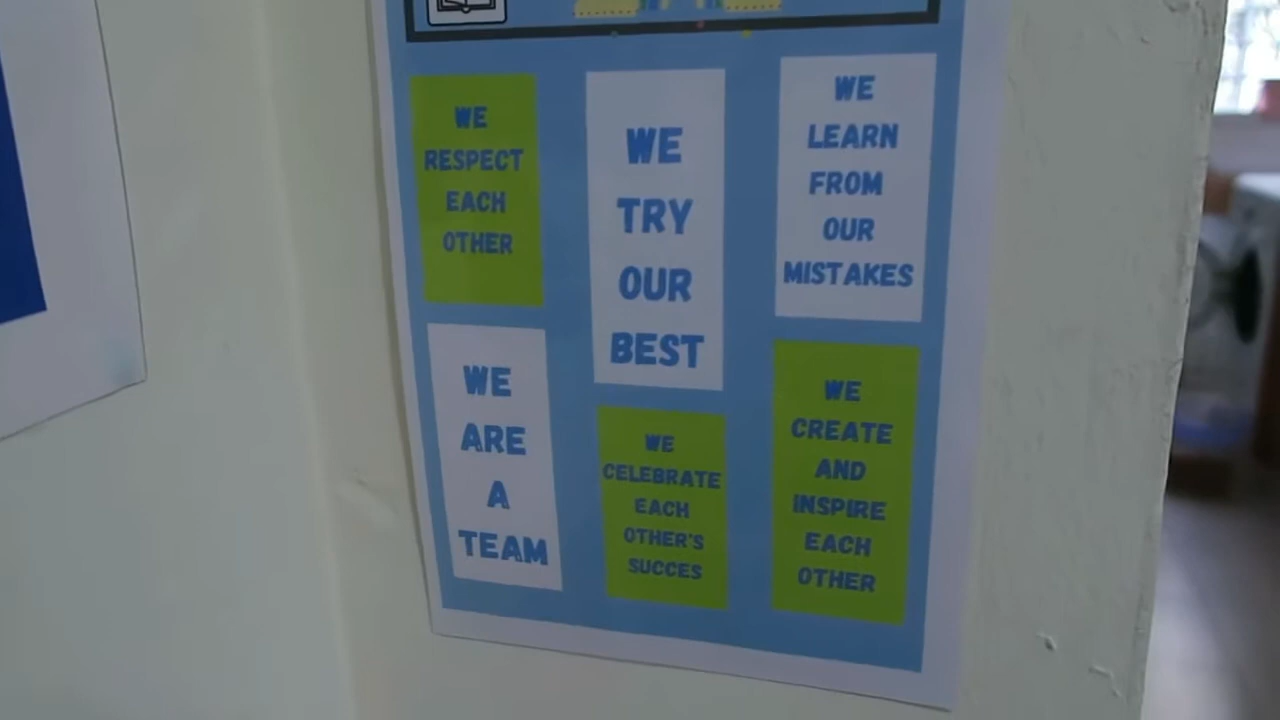 WE
RESPECT
EACH
OTHER
WE
ARE
A
TEAM
WE
TRY
OUR
BEST
WE
CELEBRATE
EACH
OTHER'S
SUCCES
WE
LEARN
FROM
OUR
MISTAKES
WE
CREATE
AND
INSPIRE
EACH
OTHER